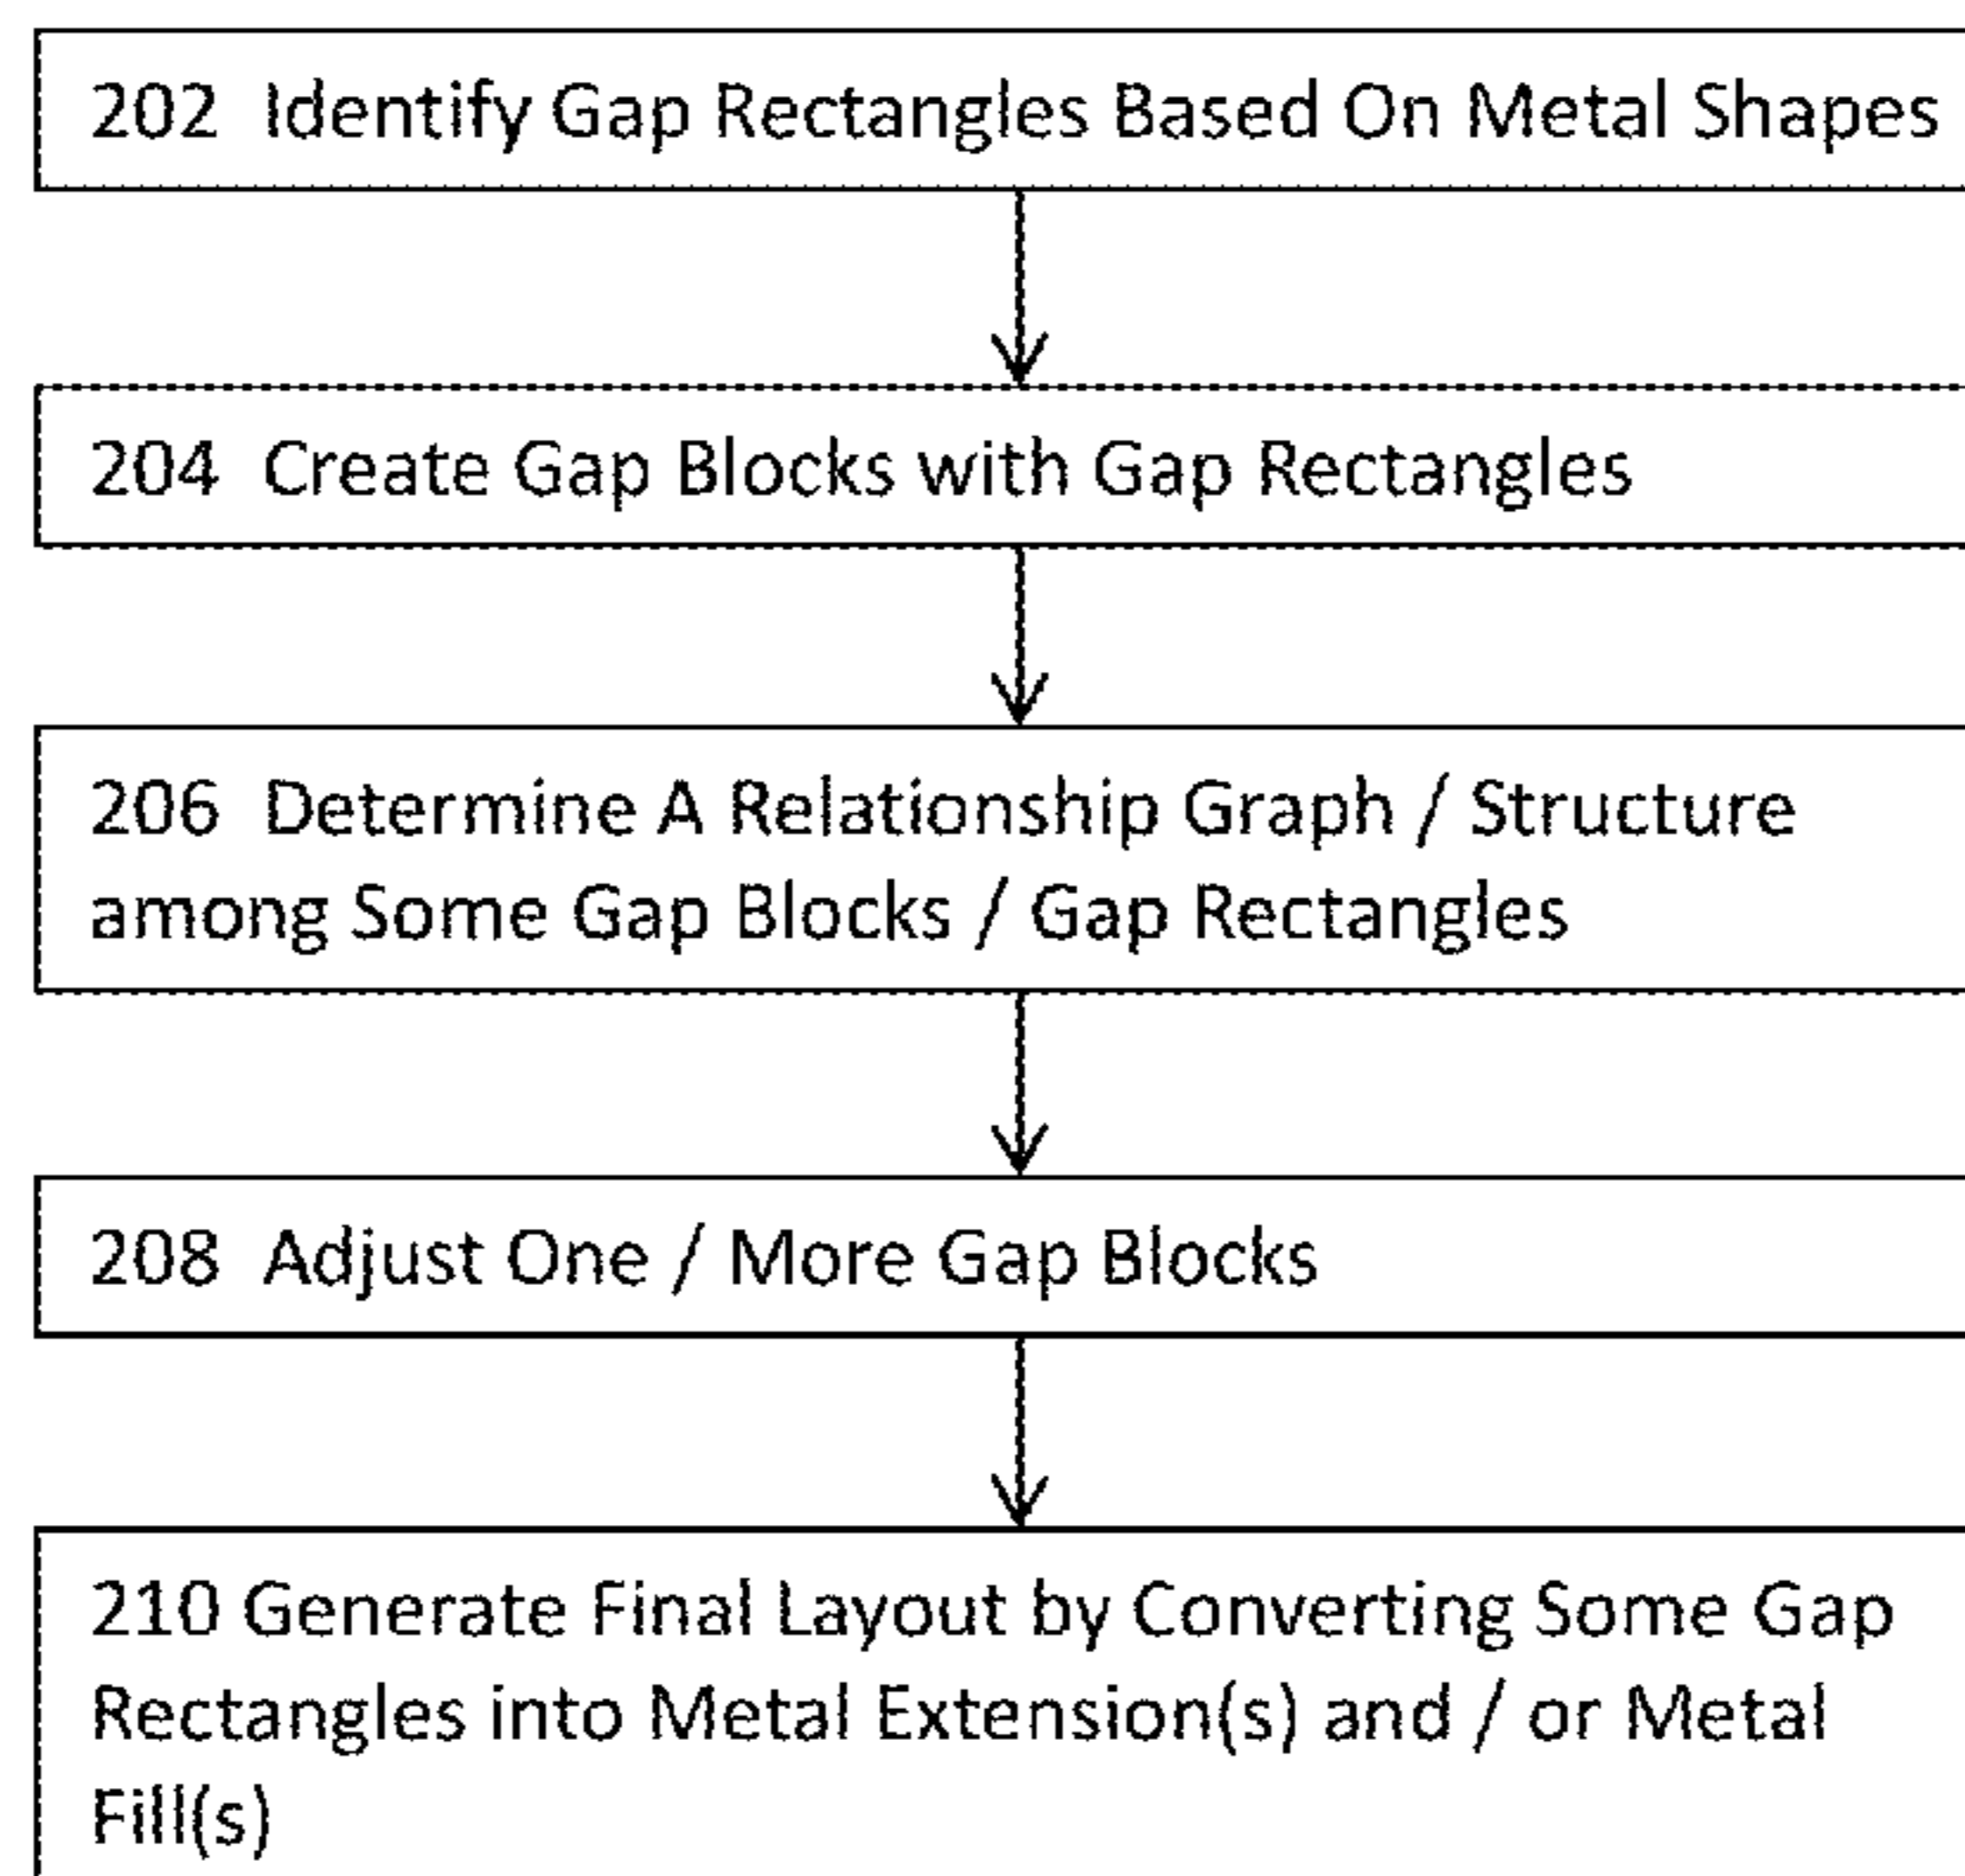 202 Identify Gap Rectangles Based On Metal Shapes
204 Create Gap Blocks with Gap Rectangles
206 Determine A Relationship Graph / Structure
among Some Gap Blocks / Gap Rectangles
208 Adjust One / More Gap Blocks
210 Generate Final Layout by Converting Some Gap
Rectangles into Metal Extension(s) and / or Metal
Fill(s)